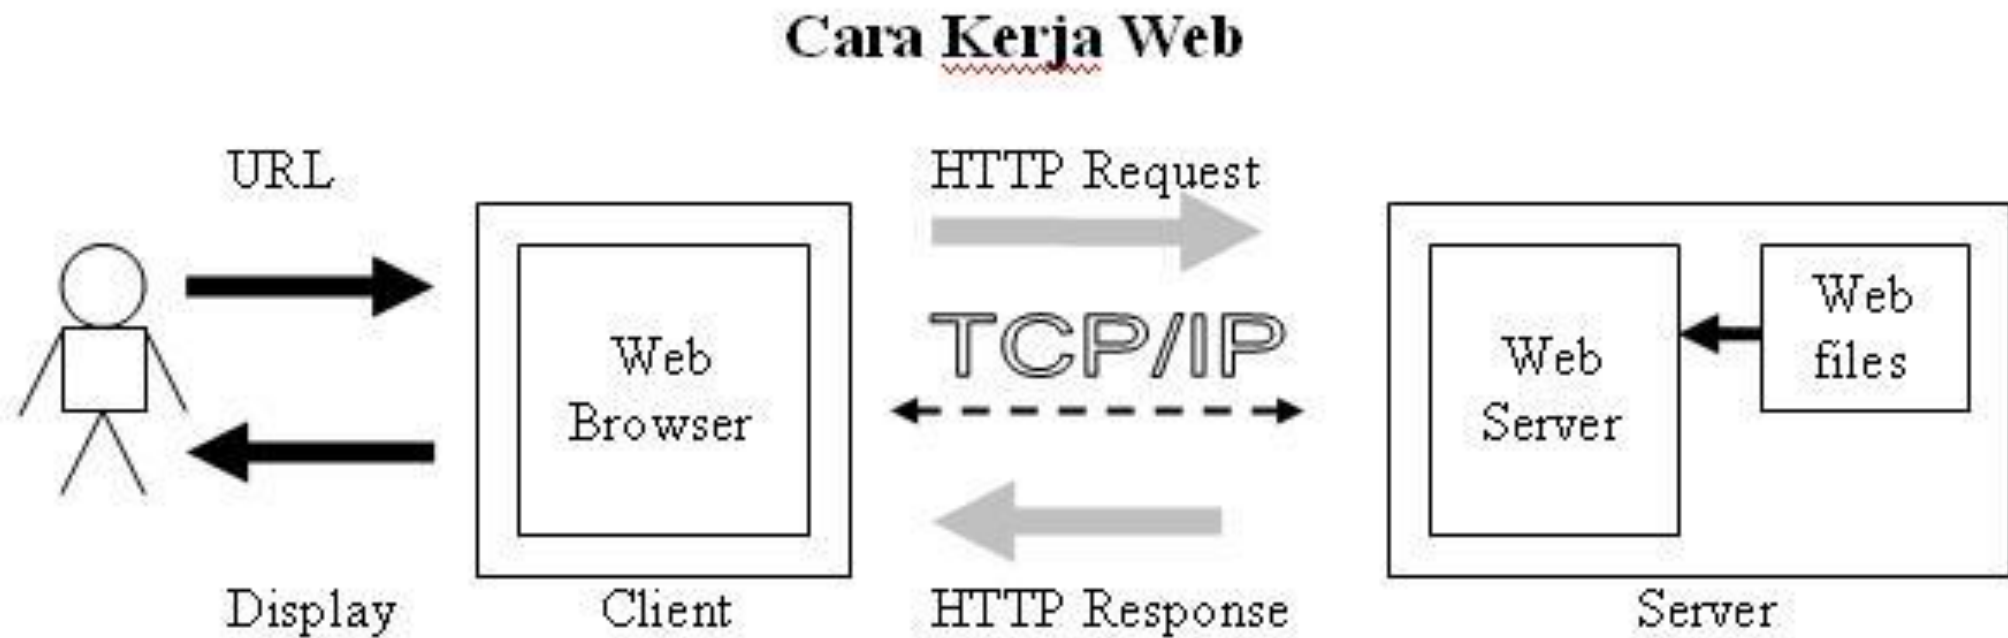 Cara Kerja Web
URL
HTTP Request
Web
Browser
TCP/IP
Web
Server
Web
files
Display
Client
HTTP Response
Server